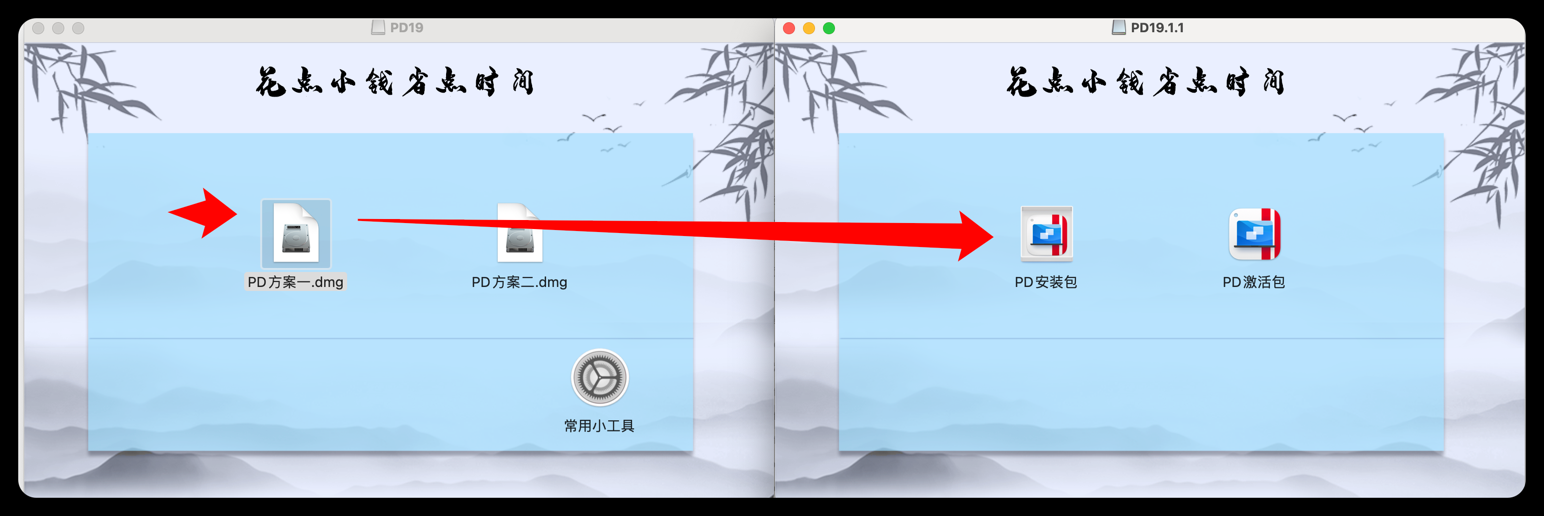 PD19
花点小钱省点时间
PD方案一.dmg
PD方案二.dmg
常用小工具
PD19.1.1
花点小钱省点时间
PD安装包
PD激活包